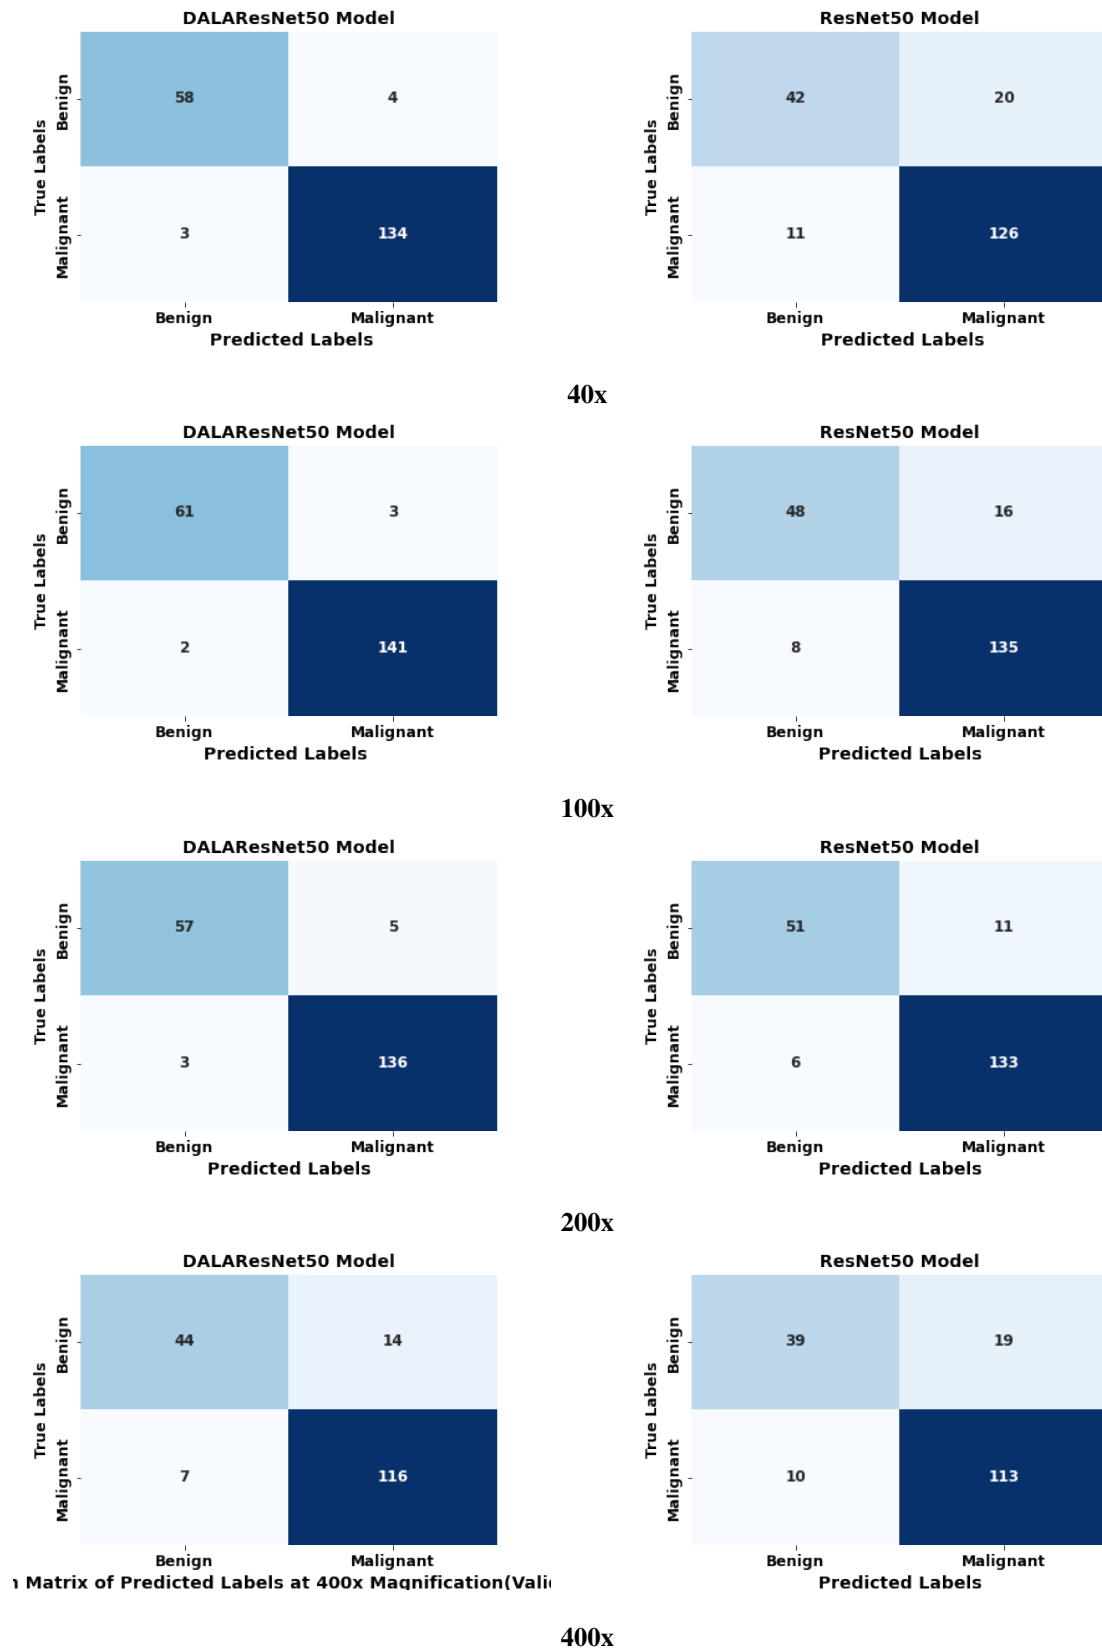 DALAResNet50 Model
ResNet50 Model
True Labels
Benign
58
4
Malignant
3
134
Benign
Malignant
Predicted Labels
True Labels
Benign
42
20
Malignant
11
126
Benign
Malignant
Predicted Labels
40x
DALAResNet50 Model
ResNet50 Model
True Labels
Benign
61
3
Malignant
2
141
Benign
Malignant
Predicted Labels
True Labels
Benign
48
16
Malignant
8
135
Benign
Malignant
Predicted Labels
100x
DALAResNet50 Model
ResNet50 Model
True Labels
Benign
57
5
Malignant
3
136
Benign
Malignant
Predicted Labels
True Labels
Benign
51
11
Malignant
6
133
Benign
Malignant
Predicted Labels
200x
DALAResNet50 Model
ResNet50 Model
True Labels
Benign
44
14
Malignant
7
116
Benign
Malignant
Matrix of Predicted Labels at 400x Magnification(Vali
True Labels
Benign
39
19
Malignant
10
113
Benign
Malignant
Predicted Labels
400x